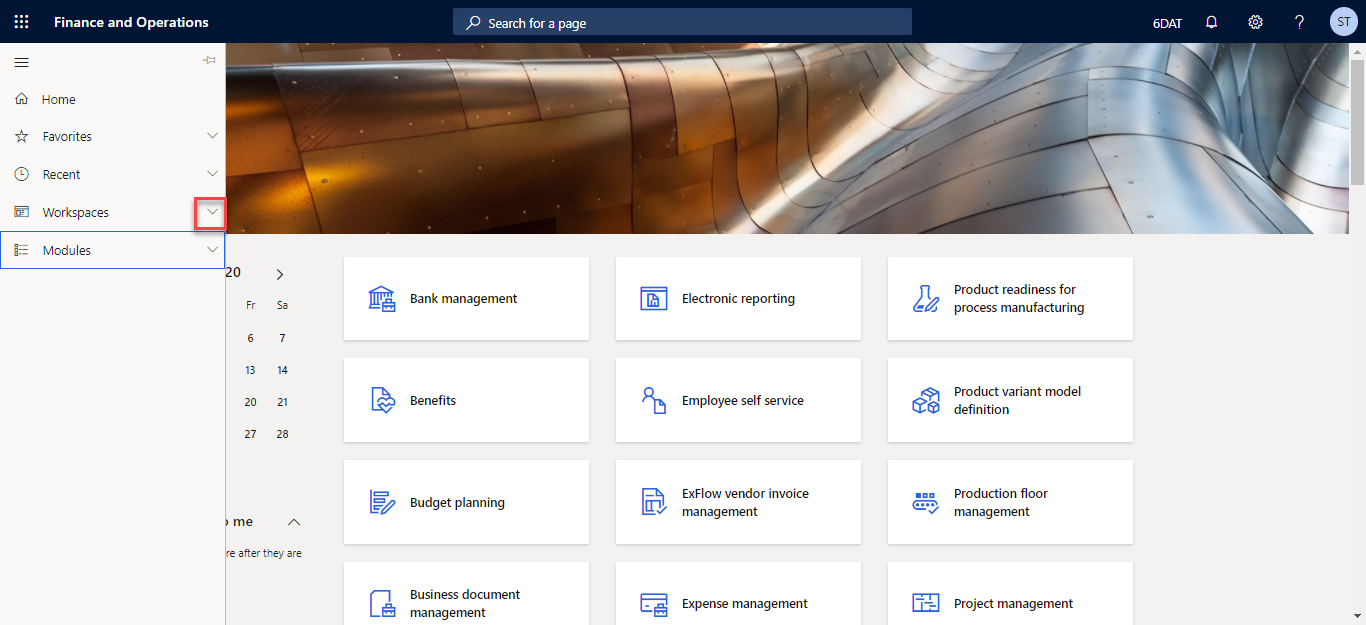 Finance and Operations
Search for a page
6DAT
ST
Home
Favorites
Recent
Workspaces
Modules
20
Fr Sa
6 7
13 14
20 21
27 28
o me
re after they are
Bank management
Electronic reporting
Product readiness for
process manufacturing
Benefits
Employee self service
Product variant model
definition
Budget planning
ExFlow vendor invoice
management
Production floor
management
Business document
management
Expense management
Project management